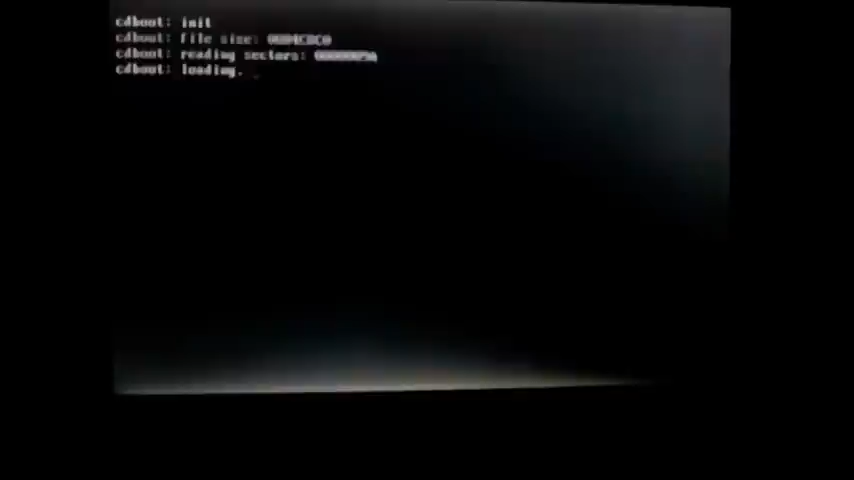 cdboot: init
cdboot: file size:
cdboot: reading sectors:
cdboot: loading.